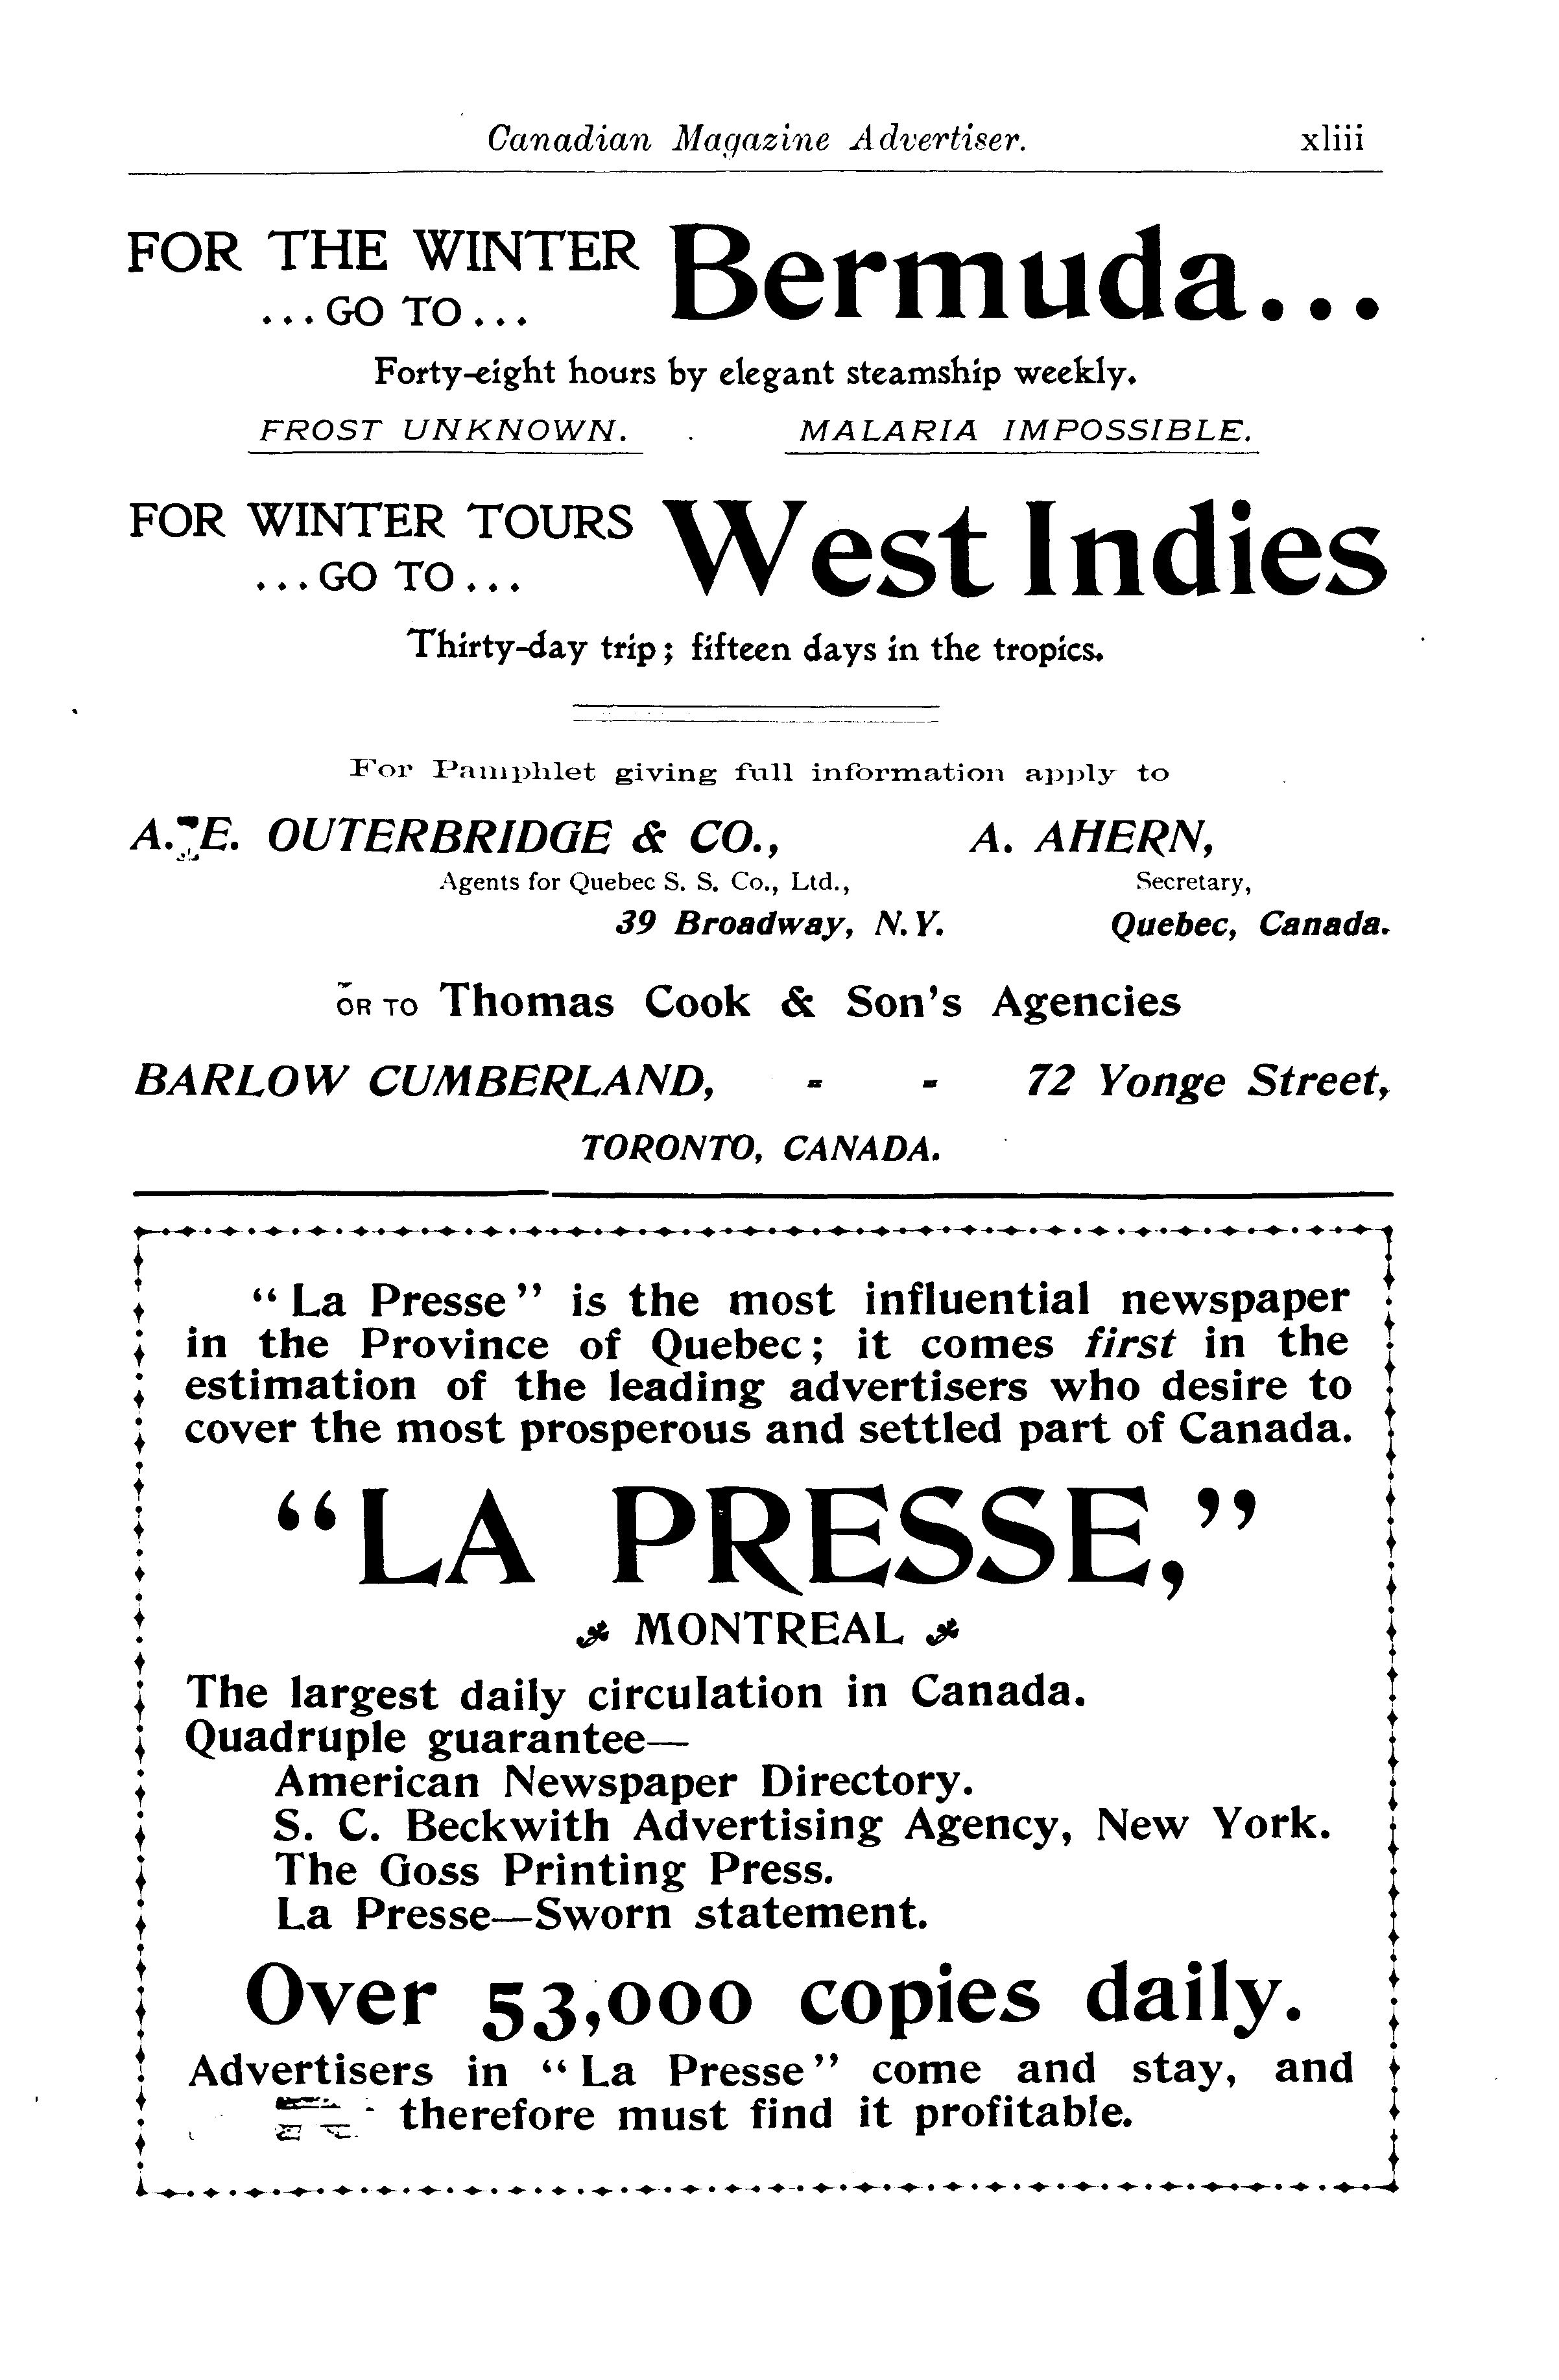 Canadian Magazine Advertiser. xliii
FOR THE WINTER
...GO TO...
Bermuda...
Forty-eight hours by elegant steamship weekly.
FROST UNKNOWN. MALARIA IMPOSSIBLE.
FOR WINTER TOURS
...GO TO...
West Indies
Thirty-day trip; fifteen days in the tropics.
For Pamphlet giving full information apply to
A. E. OUTERBRIDGE & CO.,
Agents for Quebec S. S. Co., Ltd.,
39 Broadway, N. Y.
A. AHERN,
Secretary,
Quebec, Canada.
OR TO Thomas Cook & Son's Agencies
BARLOW CUMBERLAND, - - 72 Yonge Street,
TORONTO, CANADA.
"La Presse" is the most influential newspaper
in the Province of Quebec; it comes first in the
estimation of the leading advertisers who desire to
cover the most prosperous and settled part of Canada.
"LA PRESSE,"
MONTREAL
The largest daily circulation in Canada.
Quadruple guarantee—
American Newspaper Directory.
S. C. Beckwith Advertising Agency, New York.
The Goss Printing Press.
La Presse—Sworn statement.
Over 53,000 copies daily.
Advertisers in "La Presse" come and stay, and
therefore must find it profitable.